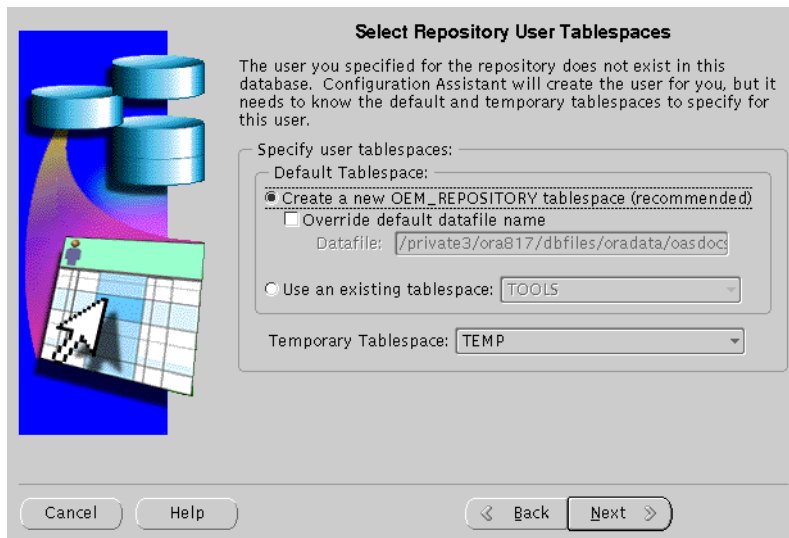 Select Repository User Tablespaces
The user you specified for the repository does not exist in this
database. Configuration Assistant will create the user for you, but it
needs to know the default and temporary tablespaces to specify for
this user.
Specify user tablespaces:
Default Tablespace:
Create a new OEM_REPOSITORY tablespace (recommended)
Override default datafile name
Datafile: /private3/ora817/dbfiles/oradata/oasdocs
Use an existing tablespace: TOOLS
Temporary Tablespace: TEMP
Cancel Help Back Next